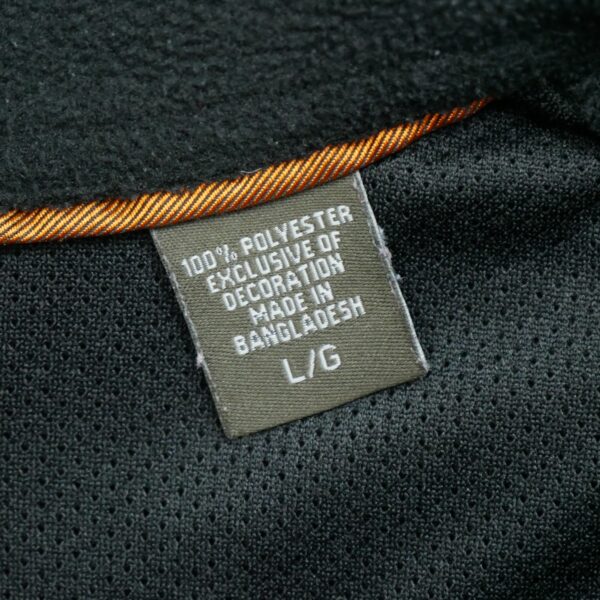 100% POLYESTER
EXCLUSIVE OF
DECORATION
MADE IN
BANGLADESH
L/G